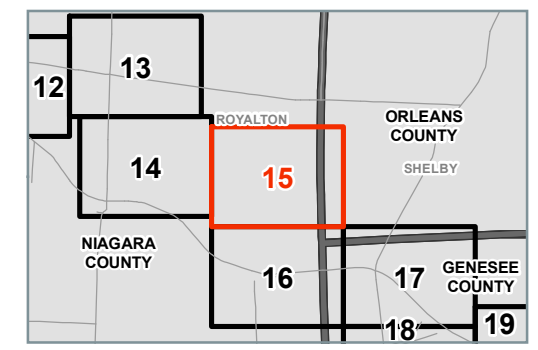 13
12
ROYALTON
ORLEANS
COUNTY
14
15
SHELBY
NIAGARA
COUNTY
16
17
GENESEE
COUNTY
18
19